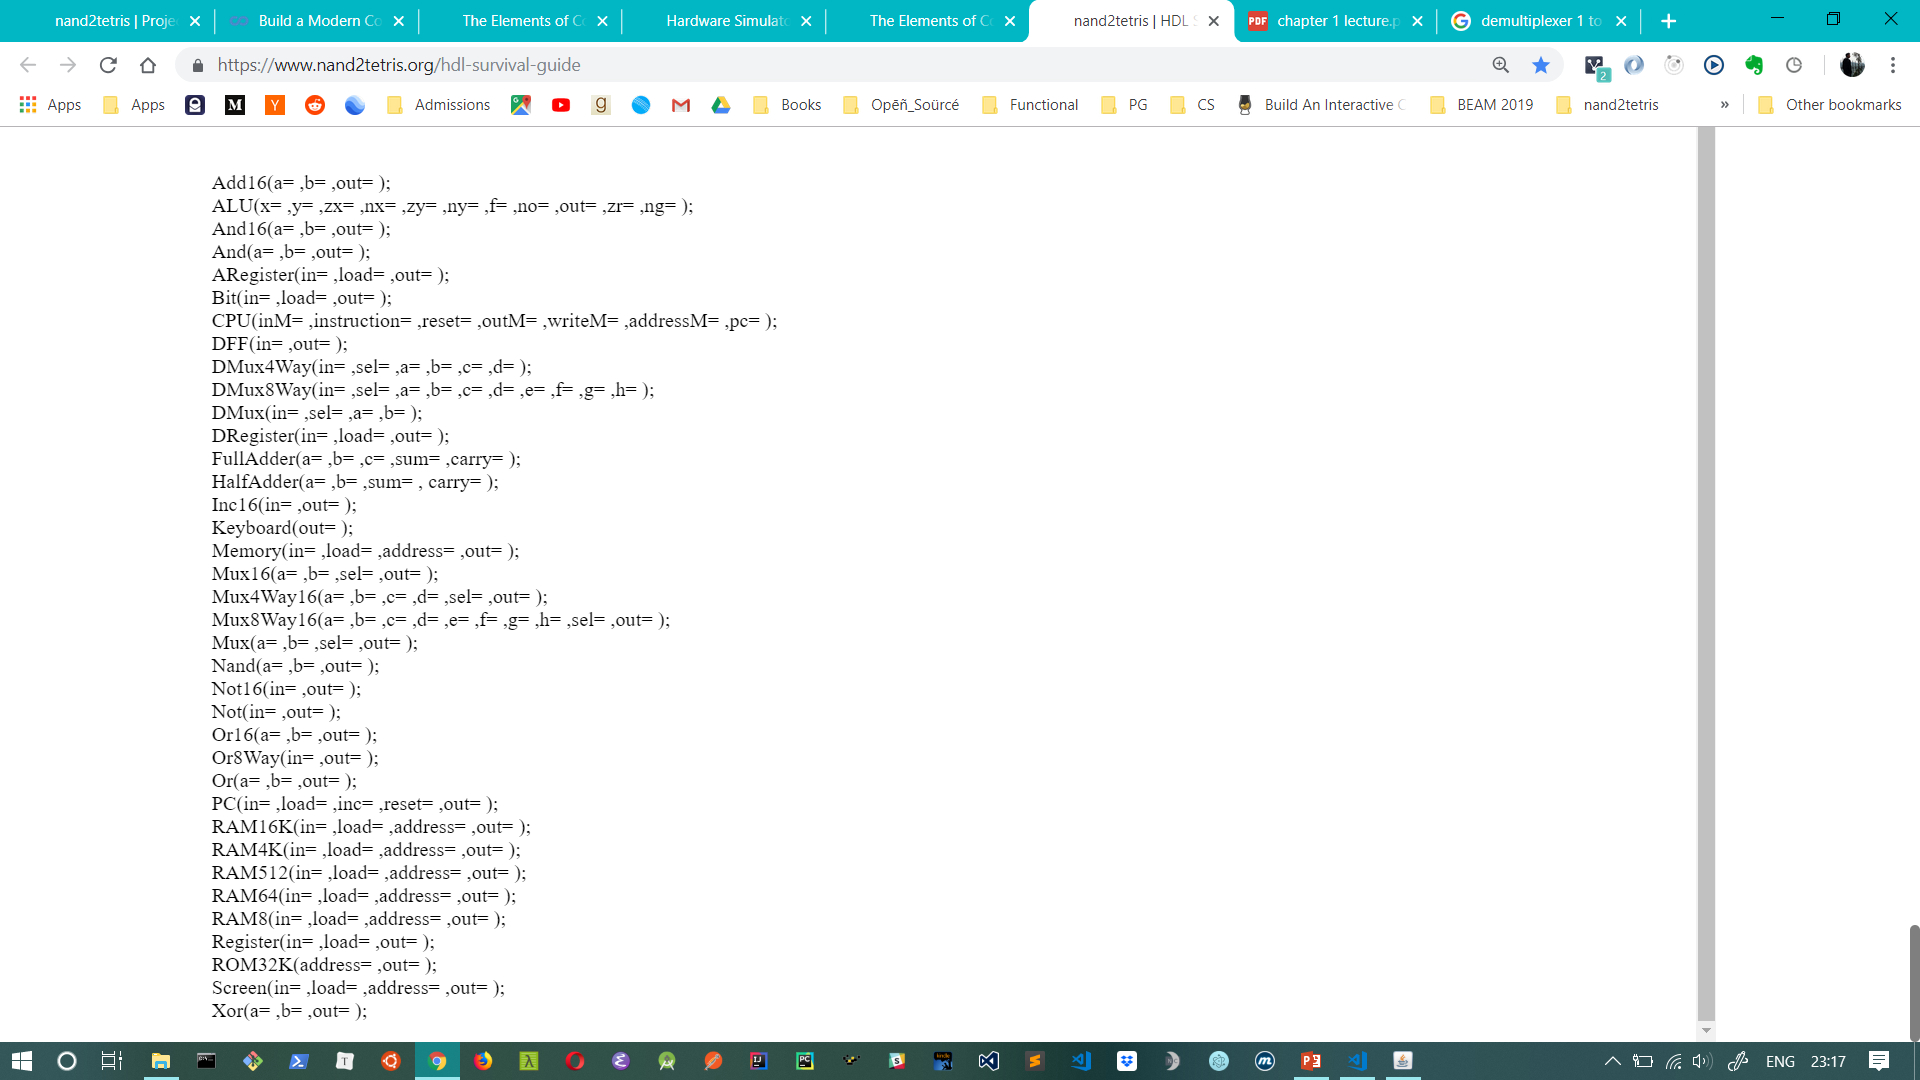 nand2tetris | Proje
Build a Modern Co
The Elements of Co
Hardware Simulato
The Elements of Co
nand2tetris | HDL S
PDF
chapter 1 lecture.p
demultiplexer 1 to
https://www.nand2tetris.org/hdl-survival-guide
2
Apps
Apps
M
Y
Admissions
g
Books
Opēñ_Soürcé
Functional
PG
CS
Build An Interactive C
BEAM 2019
nand2tetris
»
Other bookmarks
Add16(a= ,b= ,out= );
ALU(x= ,y= ,zx= ,nx= ,zy= ,ny= ,f= ,no= ,out= ,zr= ,ng= );
And16(a= ,b= ,out= );
And(a= ,b= ,out= );
ARegister(in= ,load= ,out= );
Bit(in= ,load= ,out= );
CPU(inM= ,instruction= ,reset= ,outM= ,writeM= ,addressM= ,pc= );
DFF(in= ,out= );
DMux4Way(in= ,sel= ,a= ,b= ,c= ,d= );
DMux8Way(in= ,sel= ,a= ,b= ,c= ,d= ,e= ,f= ,g= ,h= );
DMux(in= ,sel= ,a= ,b= );
DRegister(in= ,load= ,out= );
FullAdder(a= ,b= ,c= ,sum= ,carry= );
HalfAdder(a= ,b= ,sum= , carry= );
Inc16(in= ,out= );
Keyboard(out= );
Memory(in= ,load= ,address= ,out= );
Mux16(a= ,b= ,sel= ,out= );
Mux4Way16(a= ,b= ,c= ,d= ,sel= ,out= );
Mux8Way16(a= ,b= ,c= ,d= ,e= ,f= ,g= ,h= ,sel= ,out= );
Mux(a= ,b= ,sel= ,out= );
Nand(a= ,b= ,out= );
Not16(in= ,out= );
Not(in= ,out= );
Or16(a= ,b= ,out= );
Or8Way(in= ,out= );
Or(a= ,b= ,out= );
PC(in= ,load= ,inc= ,reset= ,out= );
RAM16K(in= ,load= ,address= ,out= );
RAM4K(in= ,load= ,address= ,out= );
RAM512(in= ,load= ,address= ,out= );
RAM64(in= ,load= ,address= ,out= );
RAM8(in= ,load= ,address= ,out= );
Register(in= ,load= ,out= );
ROM32K(address= ,out= );
Screen(in= ,load= ,address= ,out= );
Xor(a= ,b= ,out= );
ENG
23:17